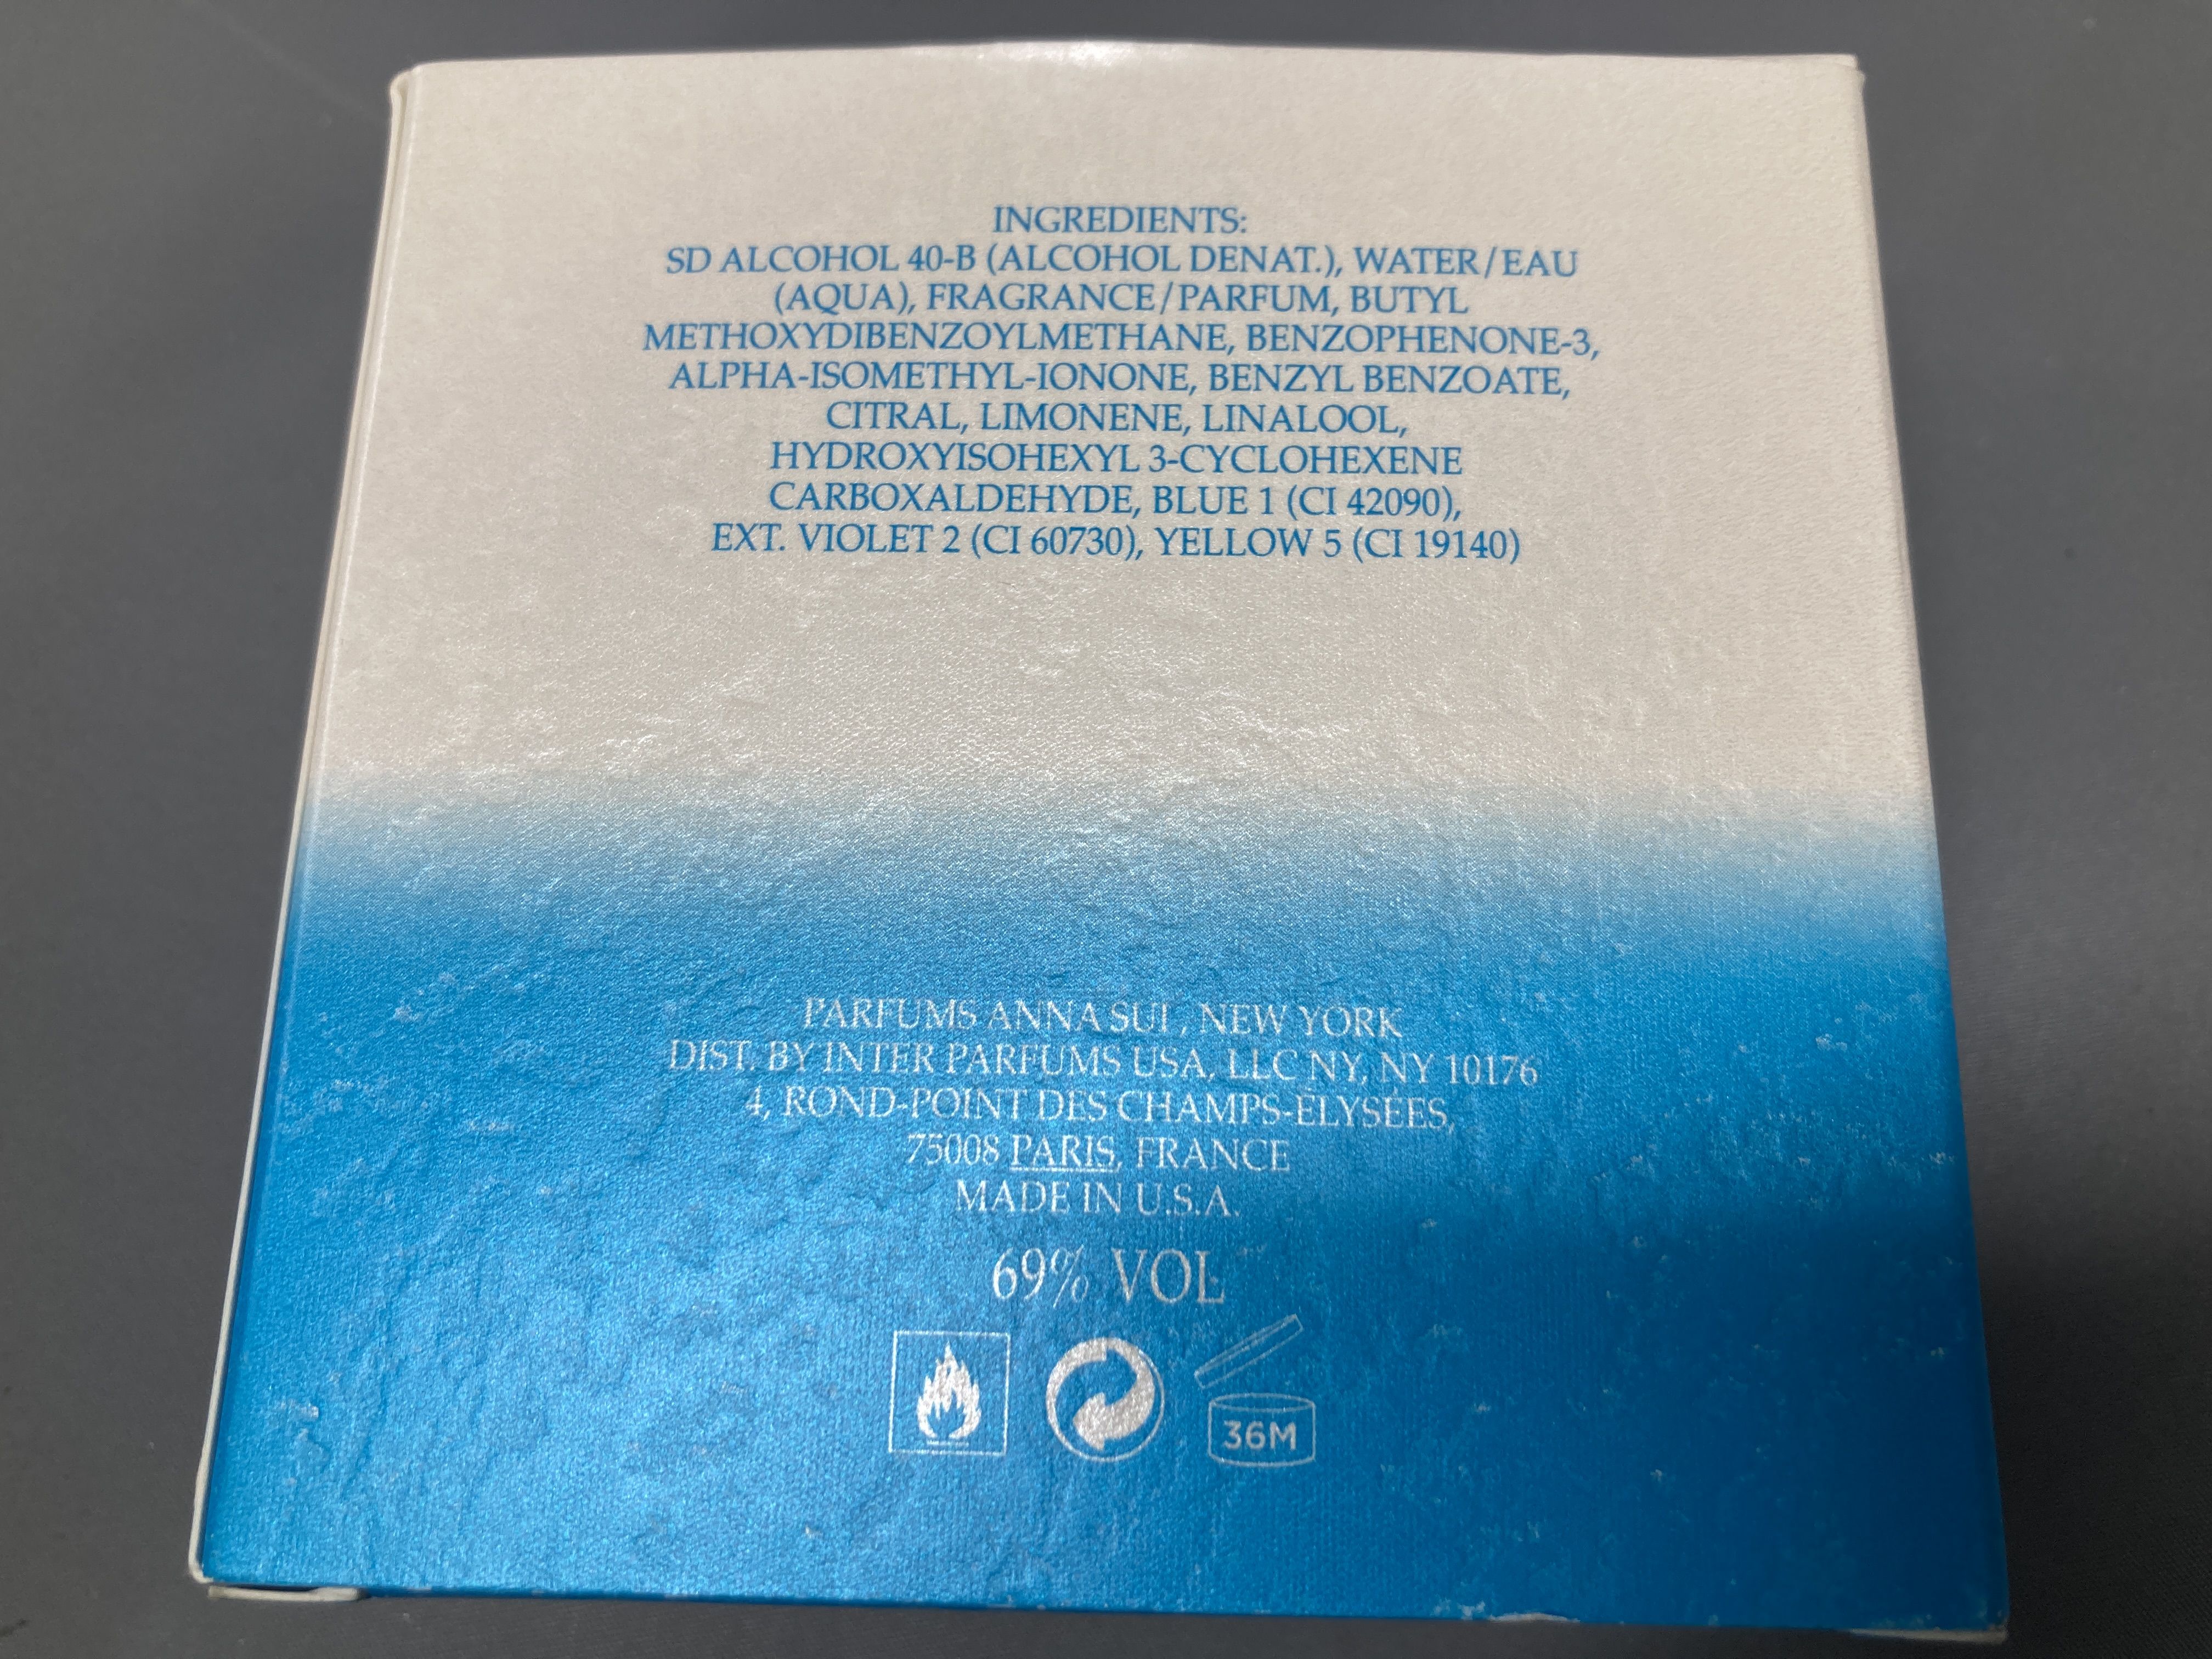 INGREDIENTS:
SD ALCOHOL 40-B (ALCOHOL DENAT.), WATER/EAU
(AQUA), FRAGRANCE/PARFUM, BUTYL
METHOXYDIBENZOYLMETHANE, BENZOPHENONE-3,
ALPHA-ISOMETHYL-IONONE, BENZYL BENZOATE,
CITRAL, LIMONENE, LINALOOL,
HYDROXYISOHEXYL 3-CYCLOHEXENE
CARBOXALDEHYDE, BLUE 1 (CI 42090),
EXT. VIOLET 2 (CI 60730), YELLOW 5 (CI 19140)
PARFUMS ANNA SUI, NEW YORK
DIST. BY INTER PARFUMS USA, LLC NY, NY 10176
4, ROND-POINT DES CHAMPS-ÉLYSÉES,
75008 PARIS, FRANCE
MADE IN U.S.A.
69% VOL
36M